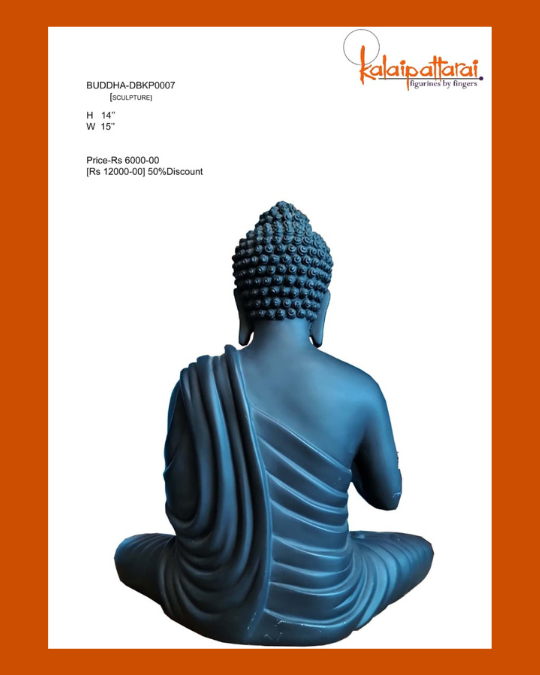 kalaipattarai.
figurines by fingers
BUDDHA-DBKP0007
[SCULPTURE]
H 14"
W 15"
Price-Rs 6000-00
[Rs 12000-00] 50%Discount